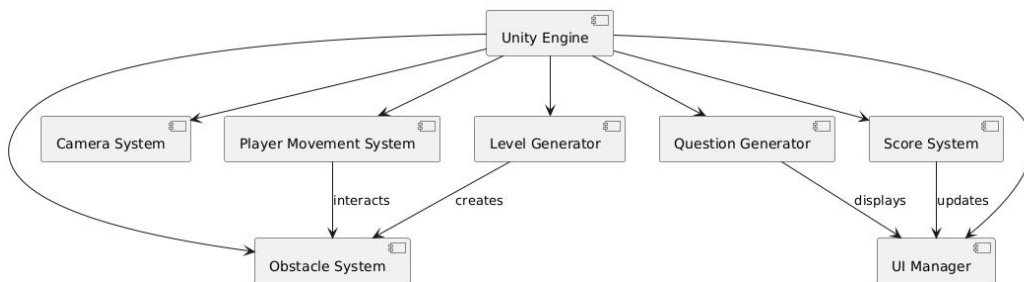 Unity Engine
Camera System
Player Movement System
Level Generator
Question Generator
Score System
interacts
creates
displays
updates
Obstacle System
UI Manager